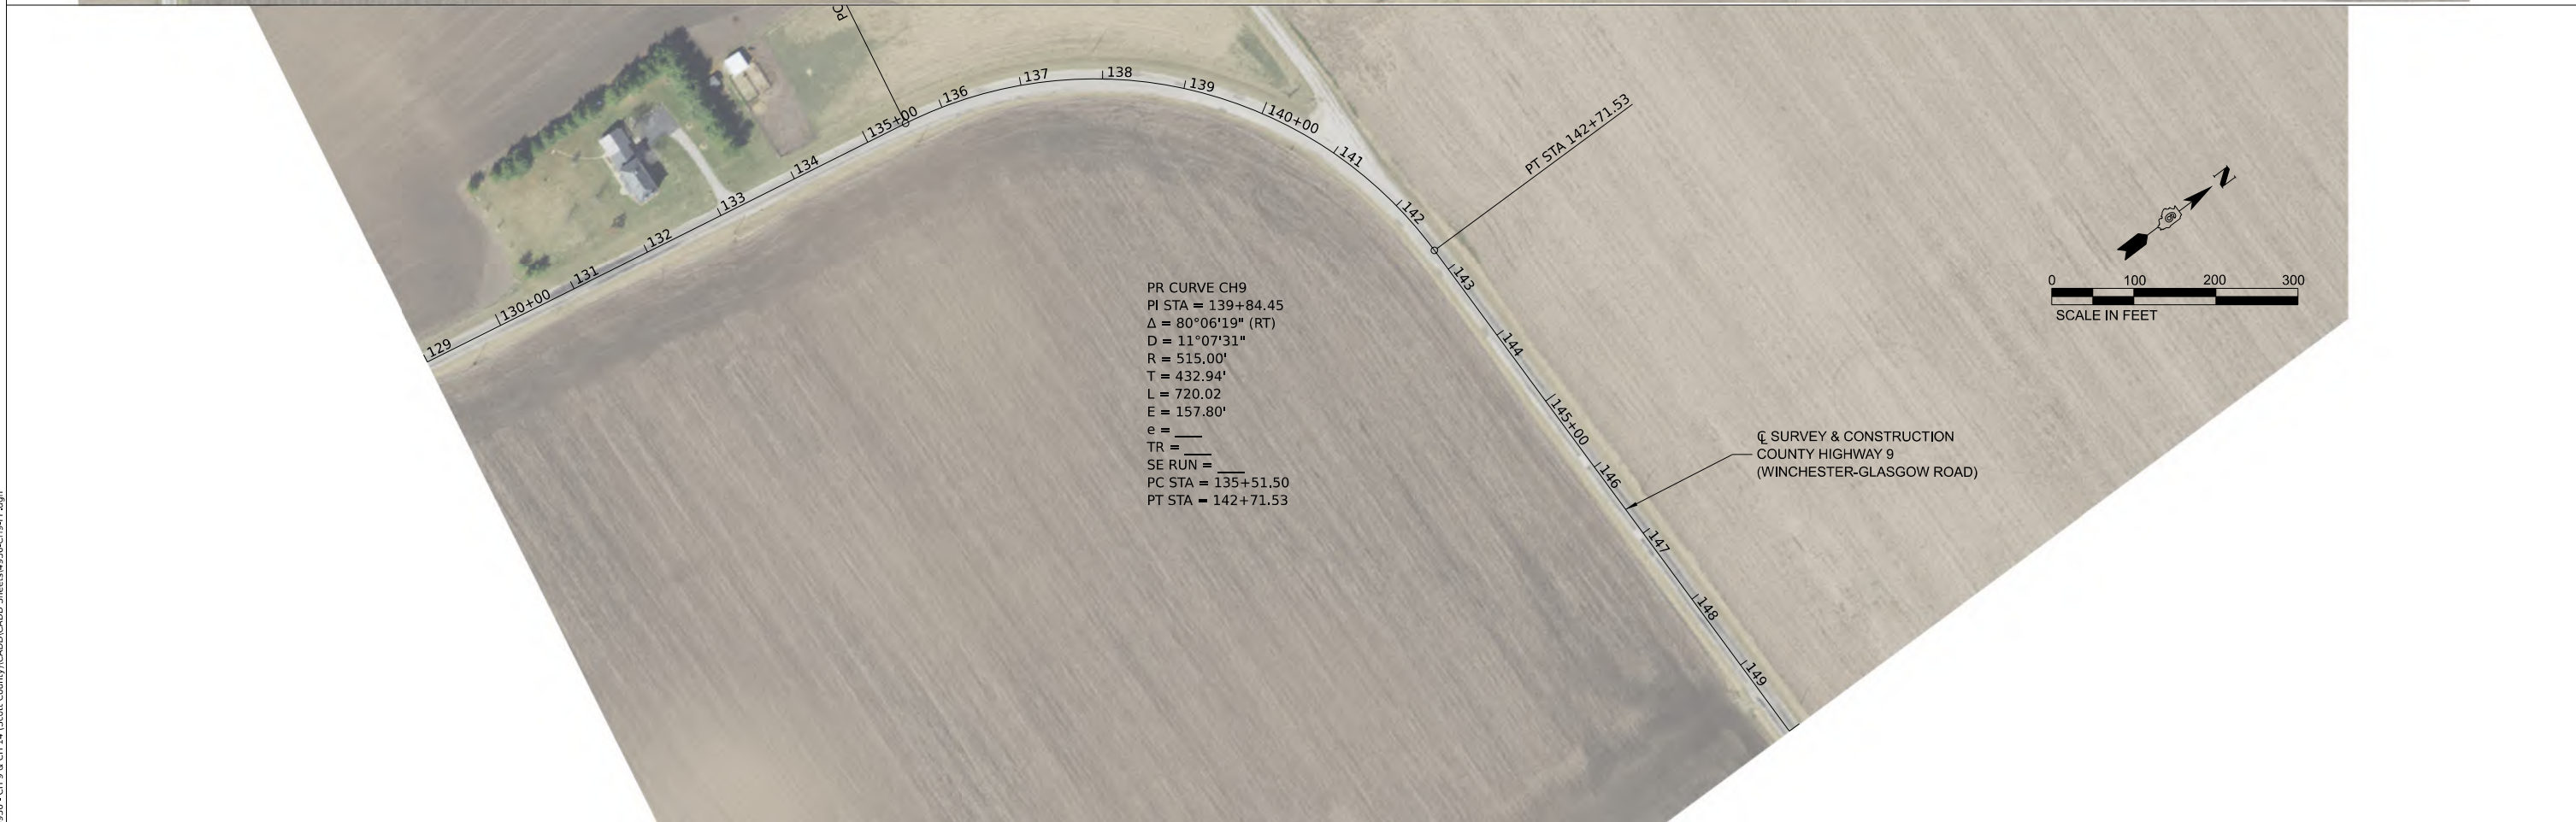 PC
129
130+00
131
132
133
134
135+00
136
137
138
139
140+00
141
142
143
144
145+00
146
147
148
149
PT STA 142+71.53
N
0 100 200 300
SCALE IN FEET
PR CURVE CH9
PI STA = 139+84.45
Δ = 80°06'19" (RT)
D = 11°07'31"
R = 515.00'
T = 432.94'
L = 720.02
E = 157.80'
e = ___
TR = ___
SE RUN = ___
PC STA = 135+51.50
PT STA = 142+71.53
℄ SURVEY & CONSTRUCTION
COUNTY HIGHWAY 9
(WINCHESTER-GLASGOW ROAD)